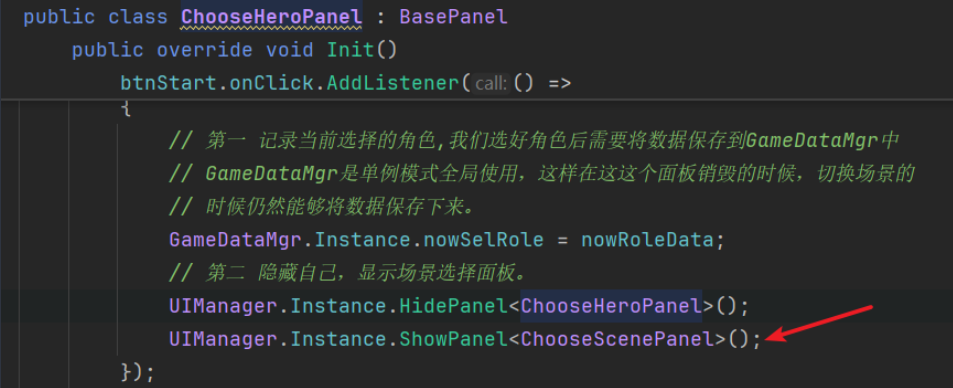 public class ChooseHeroPanel : BasePanel
public override void Init()
btnStart.onClick.AddListener(call:() =>
{
// 第一 记录当前选择的角色,我们选好角色后需要将数据保存到GameDataMgr中
// GameDataMgr是单例模式全局使用，这样在这这个面板销毁的时候，切换场景的
// 时候仍然能够将数据保存下来。
GameDataMgr.Instance.nowSelRole = nowRoleData;
// 第二 隐藏自己，显示场景选择面板。
UIManager.Instance.HidePanel<ChooseHeroPanel>();
UIManager.Instance.ShowPanel<ChooseScenePanel>();
});